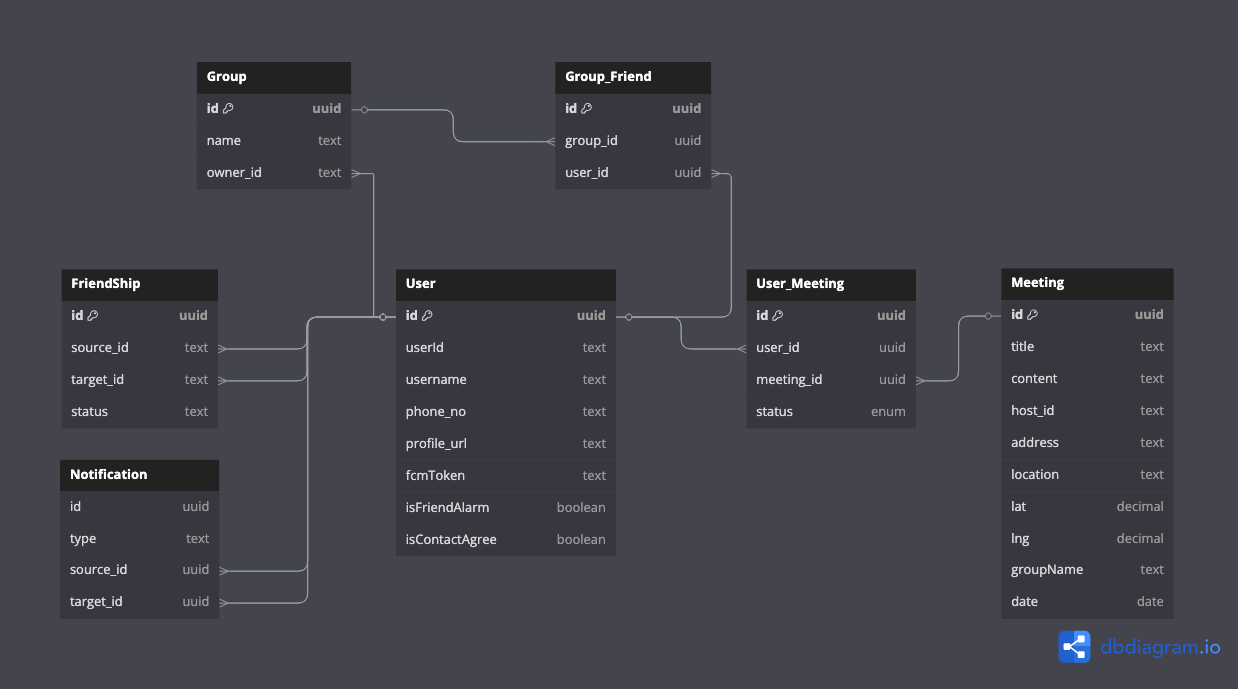 Group
id uuid
name text
owner_id text
Group_Friend
id uuid
group_id uuid
user_id uuid
FriendShip
id uuid
source_id text
target_id text
status text
User
id uuid
userId text
username text
phone_no text
profile_url text
fcmToken text
isFriendAlarm boolean
isContactAgree boolean
User_Meeting
id uuid
user_id uuid
meeting_id uuid
status enum
Meeting
id uuid
title text
content text
host_id text
address text
location text
lat decimal
lng decimal
groupName text
date date
Notification
id uuid
type text
source_id uuid
target_id uuid
dbdiagram.io